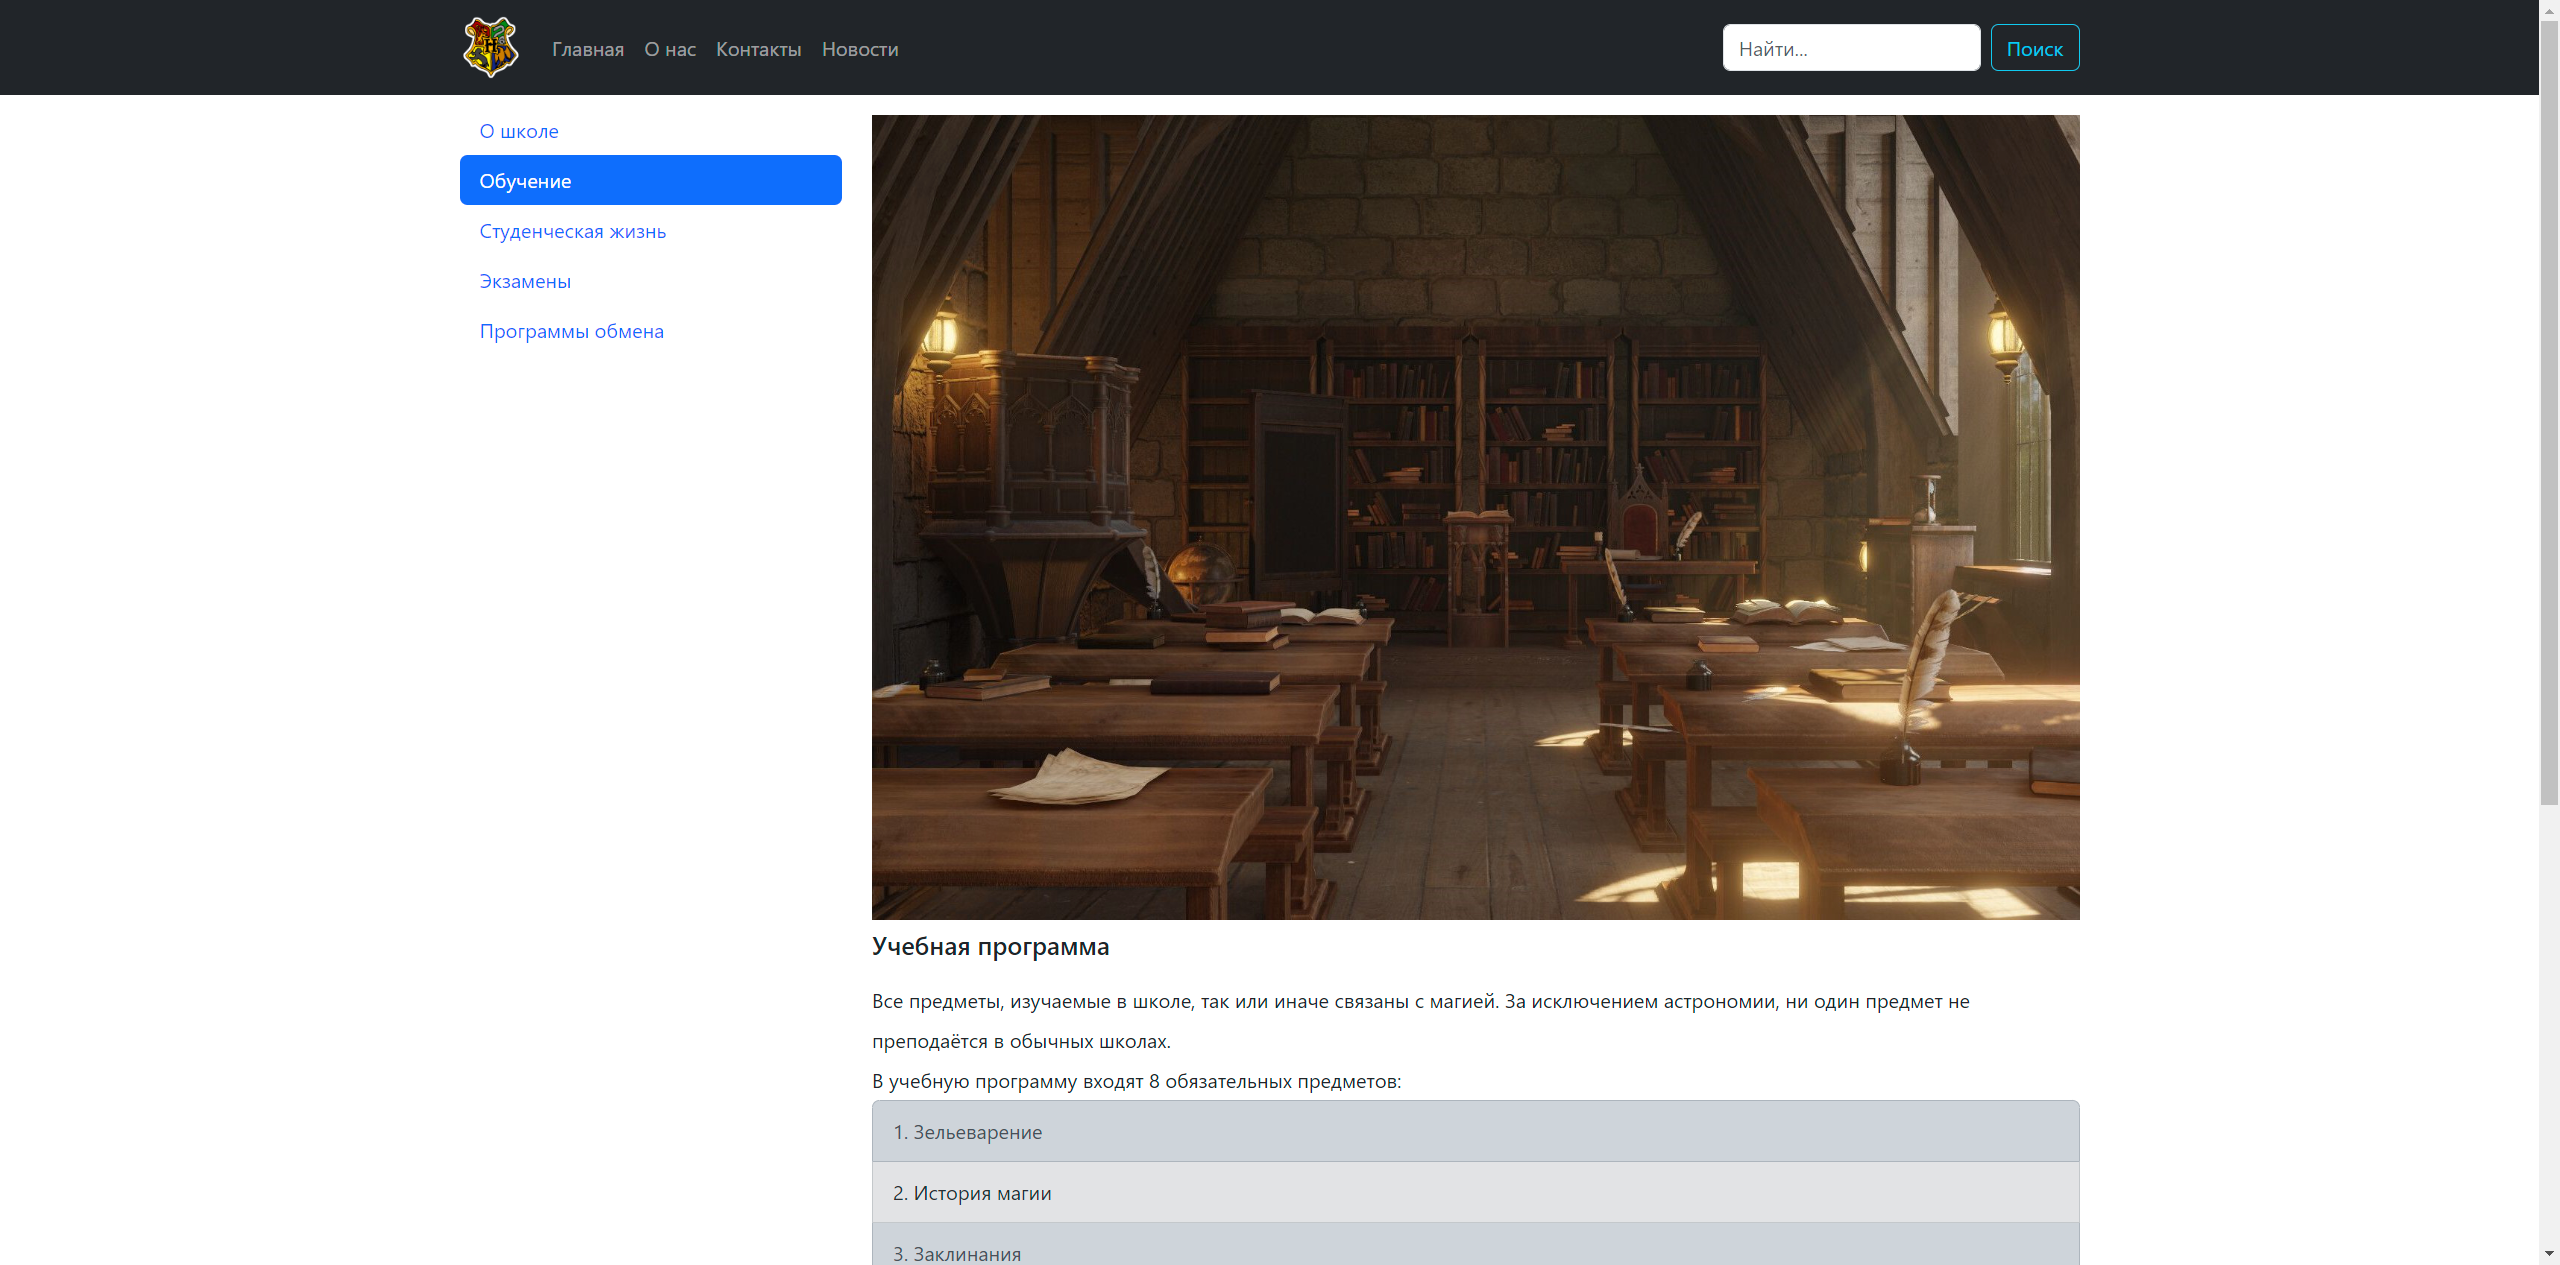 Главная О нас Контакты Новости Найти... Поиск
О школе
Обучение
Студенческая жизнь
Экзамены
Программы обмена
Учебная программа
Все предметы, изучаемые в школе, так или иначе связаны с магией. За исключением астрономии, ни один предмет не
преподаётся в обычных школах.
В учебную программу входят 8 обязательных предметов:
1. Зельеварение
2. История магии
3. Заклинания